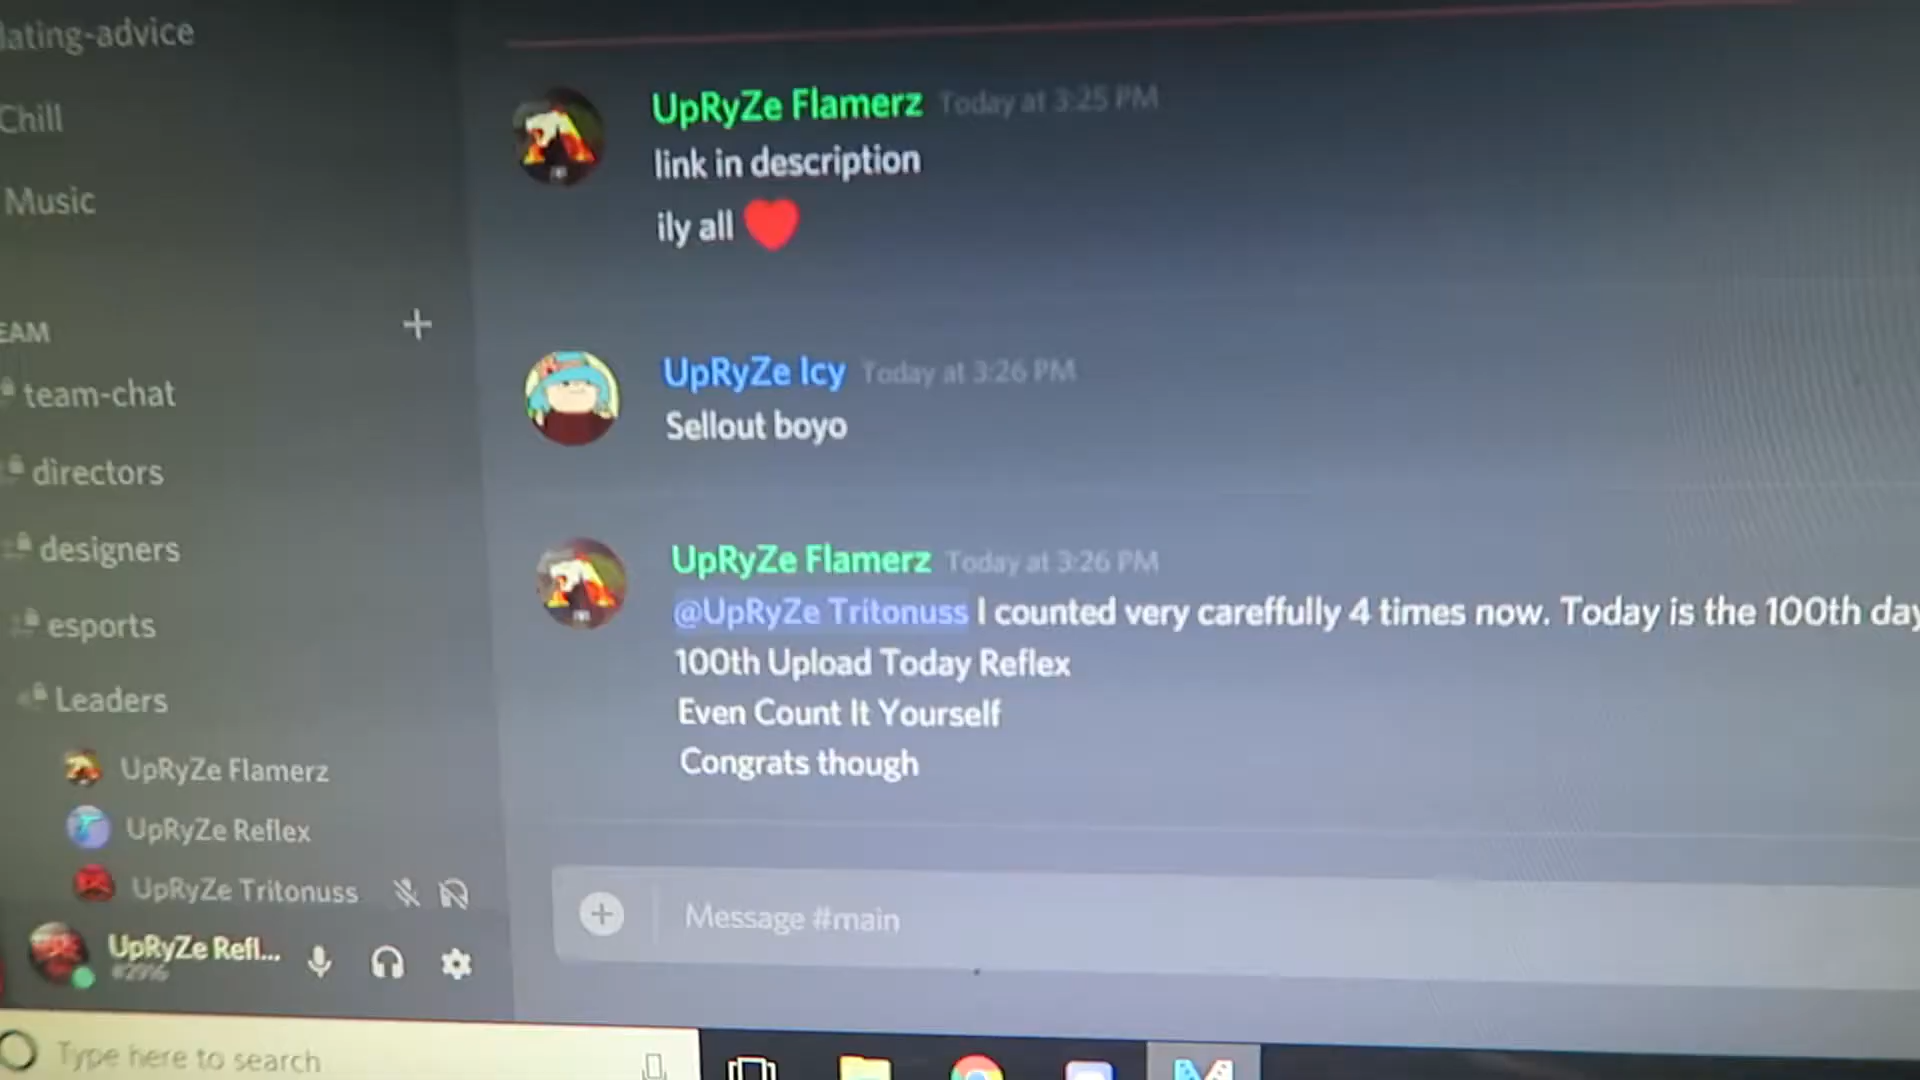 lating-advice
Chill
Music
EAM
team-chat
directors
designers
esports
Leaders
UpRyZe Flamerz
UpRyZe Reflex
UpRyZe Tritonuss
UpRyZe Refl...
UpRyZe Flamerz Today at 3:25 PM
link in description
ily all
UpRyZe Icy Today at 3:26 PM
Sellout boyo
UpRyZe Flamerz Today at 3:26 PM
@UpRyZe Tritonuss I counted very careffully 4 times now. Today is the 100th day
100th Upload Today Reflex
Even Count It Yourself
Congrats though
Message #main
Type here to search